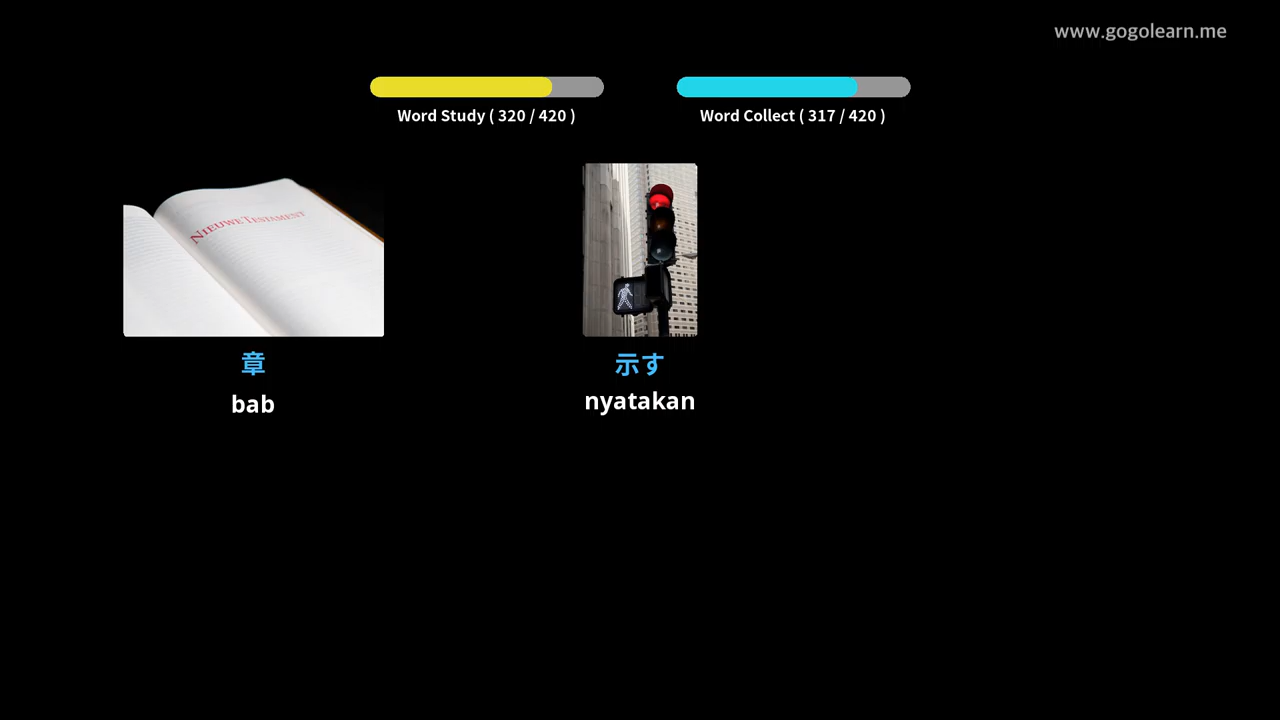 www.gogolearn.me
Word Study ( 320 / 420 )
Word Collect ( 317 / 420 )
NIEUWE TESTAMENT
章
bab
示す
nyatakan